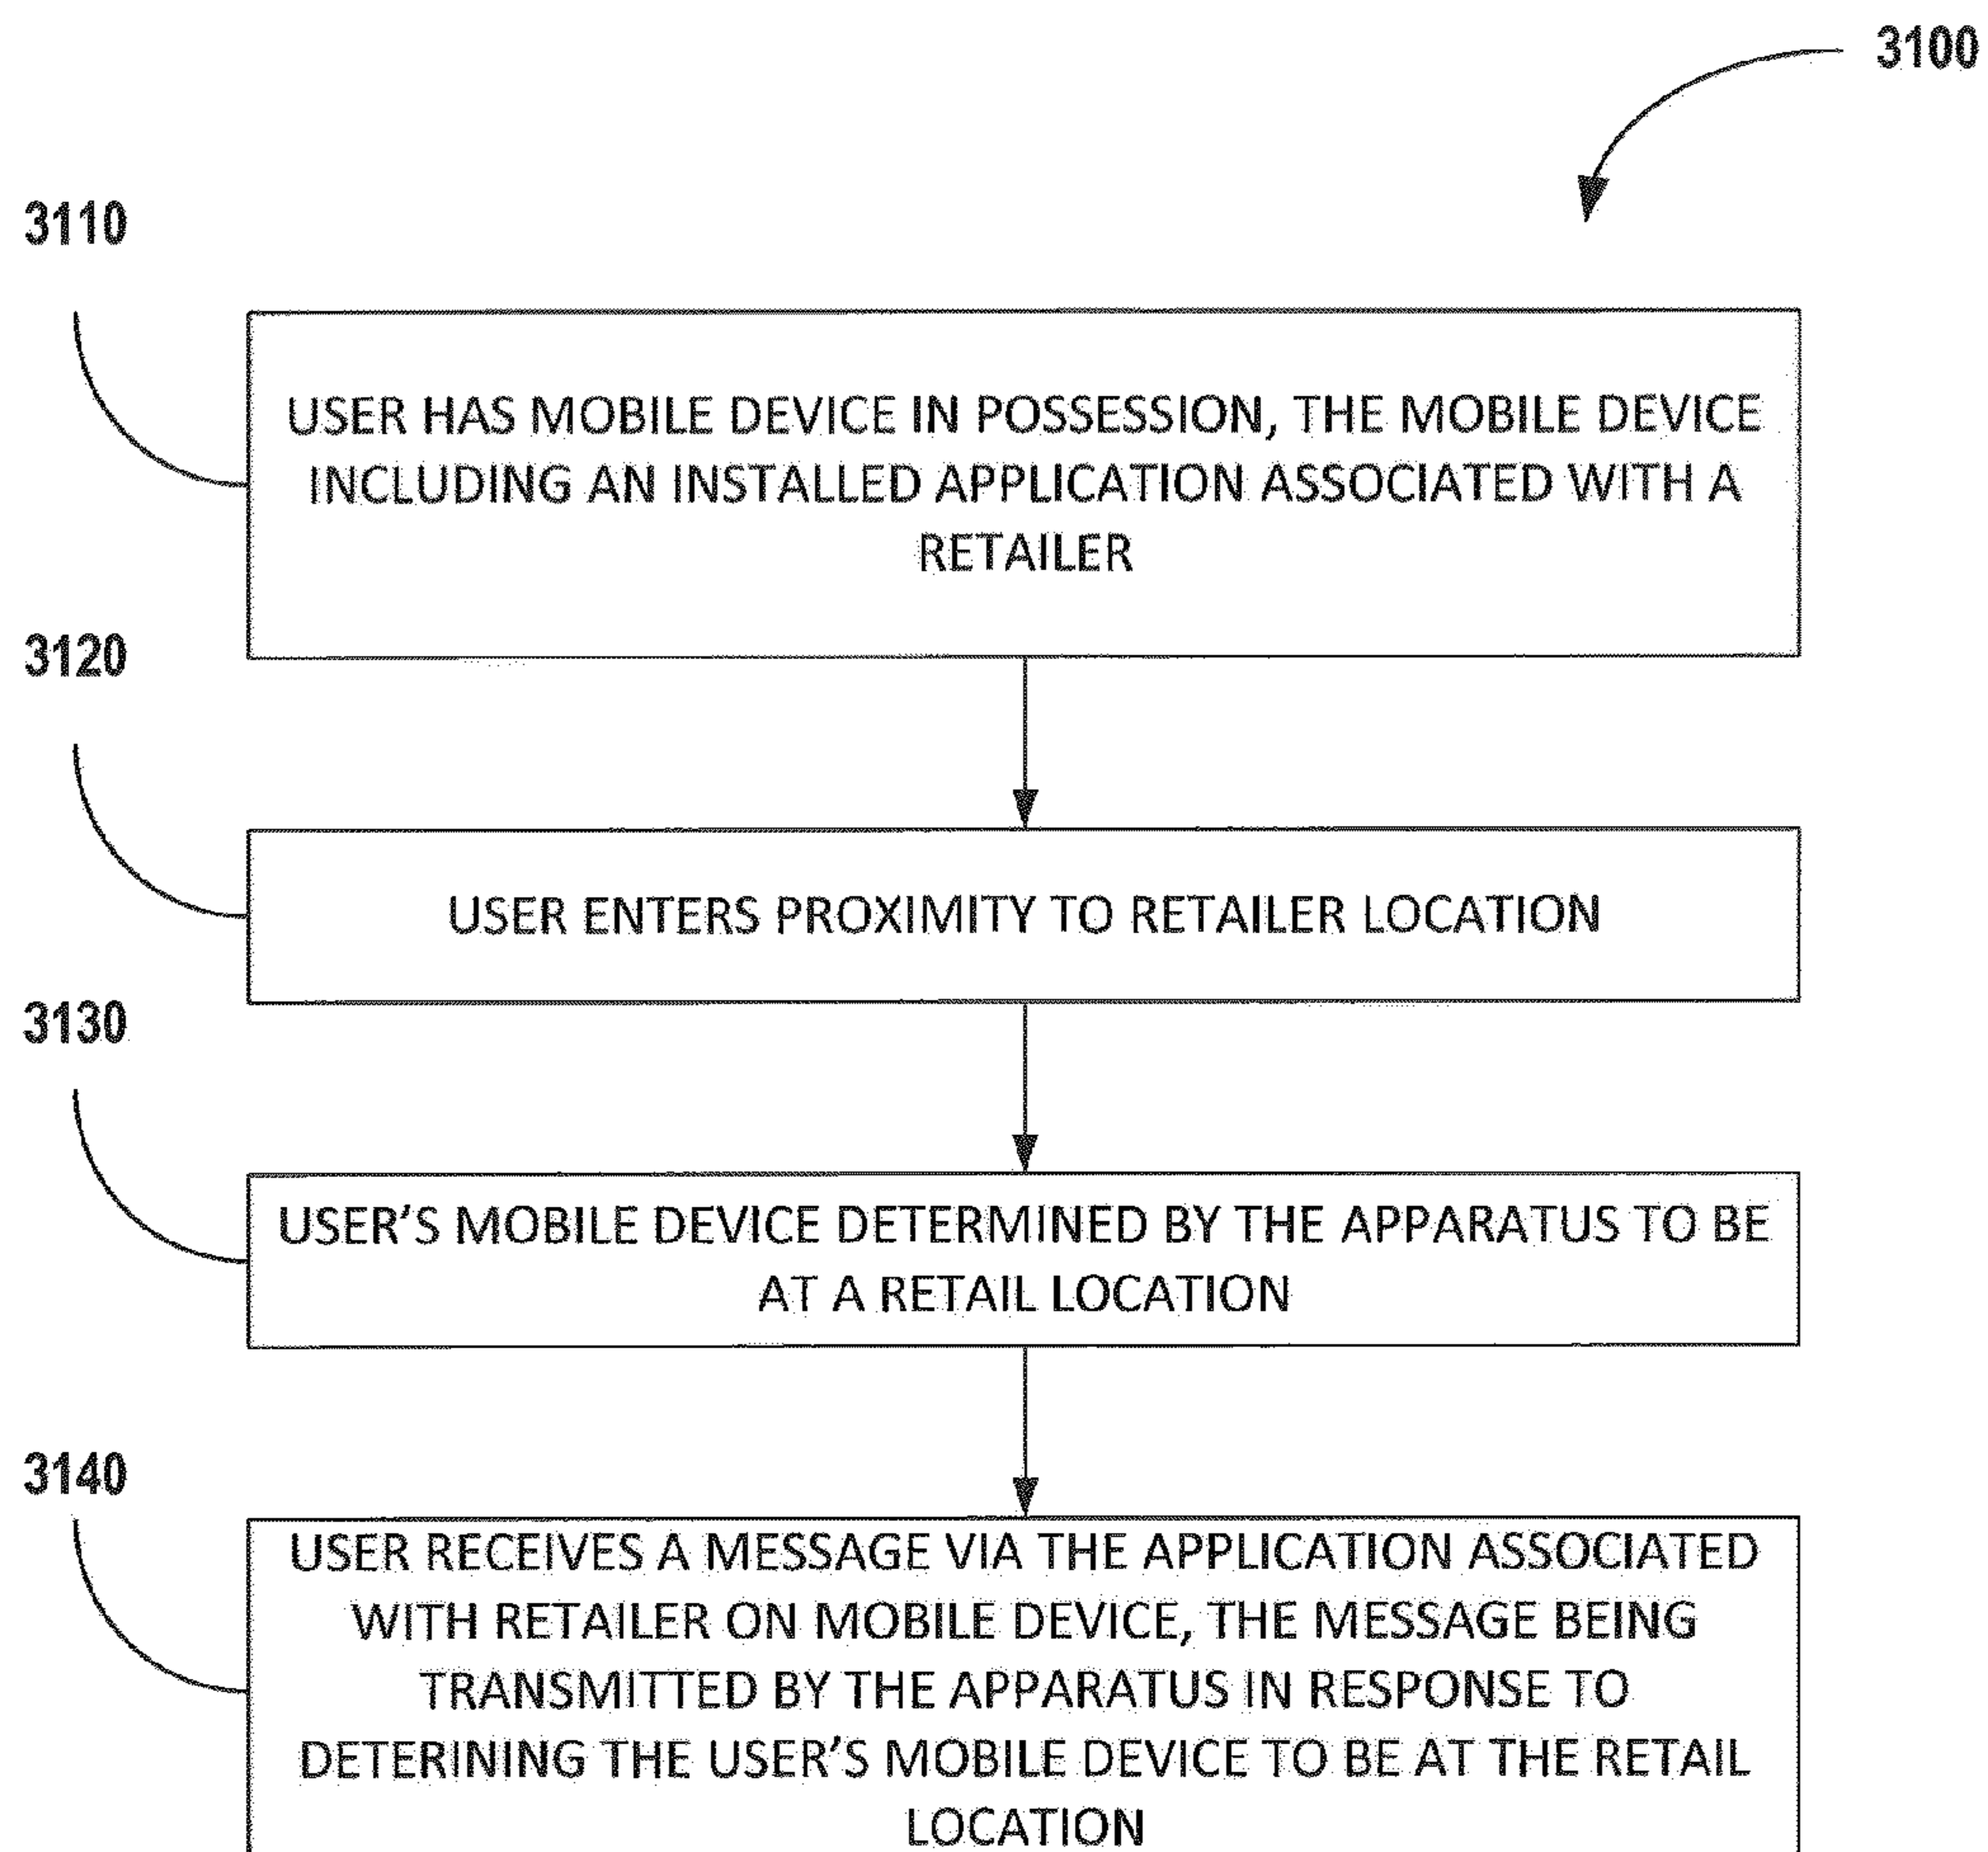 3100
3110
USER HAS MOBILE DEVICE IN POSSESSION, THE MOBILE DEVICE
INCLUDING AN INSTALLED APPLICATION ASSOCIATED WITH A
RETAILER
3120
USER ENTERS PROXIMITY TO RETAILER LOCATION
3130
USER'S MOBILE DEVICE DETERMINED BY THE APPARATUS TO BE
AT A RETAIL LOCATION
3140
USER RECEIVES A MESSAGE VIA THE APPLICATION ASSOCIATED
WITH RETAILER ON MOBILE DEVICE, THE MESSAGE BEING
TRANSMITTED BY THE APPARATUS IN RESPONSE TO
DETERINING THE USER'S MOBILE DEVICE TO BE AT THE RETAIL
LOCATION